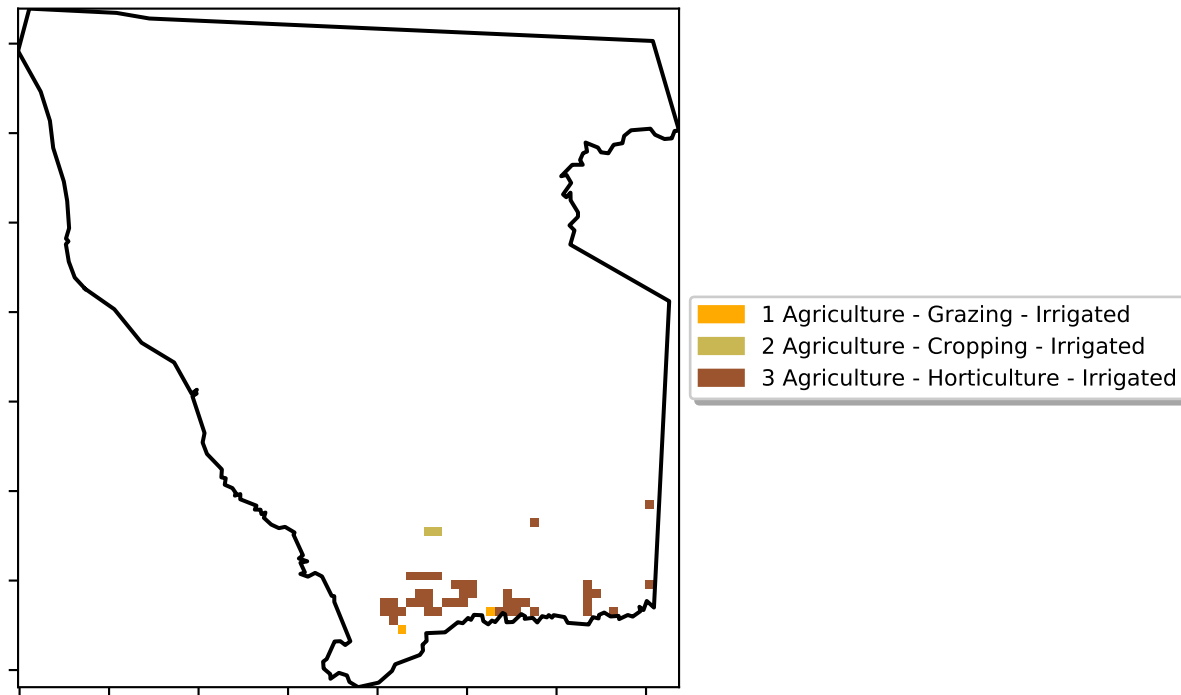 1 Agriculture - Grazing - Irrigated
2 Agriculture - Cropping - Irrigated
3 Agriculture - Horticulture - Irrigated